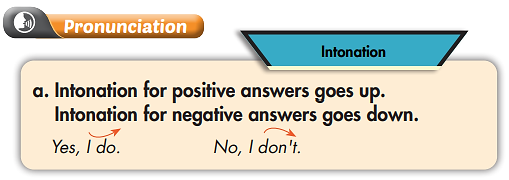 Pronunciation
Intonation
a. Intonation for positive answers goes up.
Intonation for negative answers goes down.
Yes, I do. No, I don't.